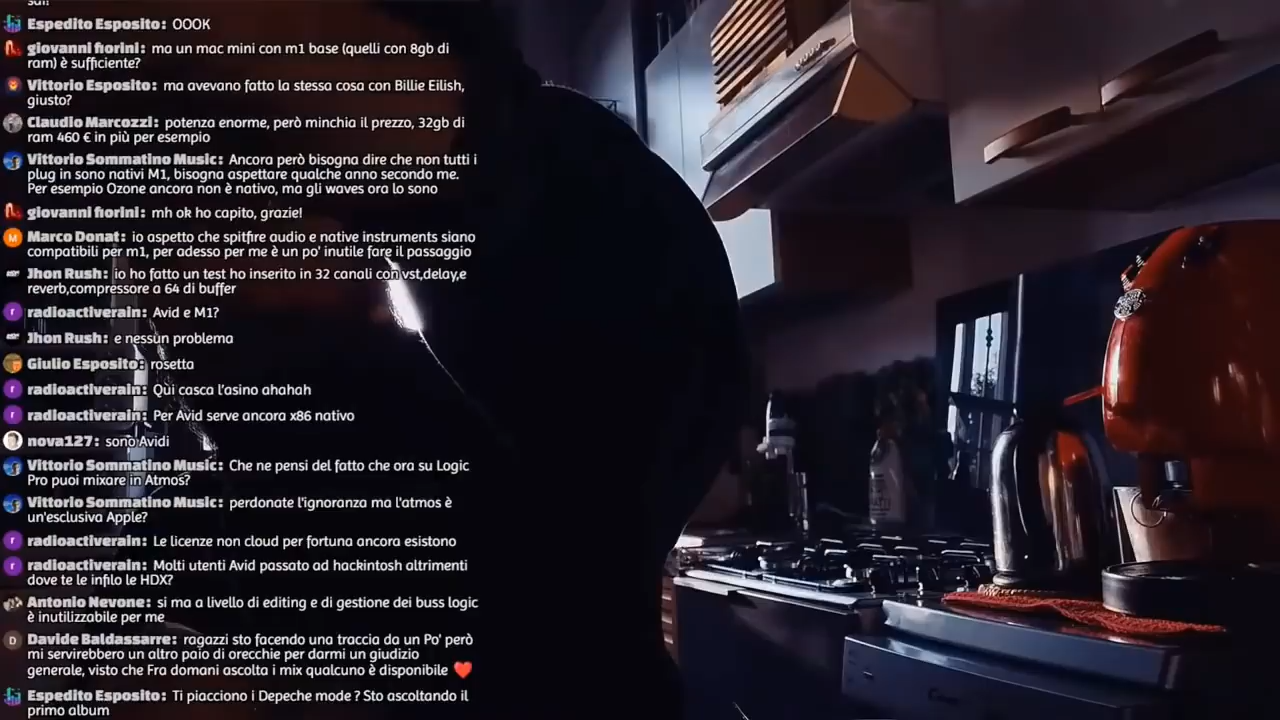 sai!
Espedito Esposito: OOOK
giovanni fiorini: ma un mac mini con m1 base (quelli con 8gb di
ram) è sufficiente?
Vittorio Esposito: ma avevano fatto la stessa cosa con Billie Eilish,
giusto?
Claudio Marcozzi: potenza enorme, però minchia il prezzo, 32gb di
ram 460 € in più per esempio
Vittorio Sommatino Music: Ancora però bisogna dire che non tutti i
plug in sono nativi M1, bisogna aspettare qualche anno secondo me.
Per esempio Ozone ancora non è nativo, ma gli waves ora lo sono
giovanni fiorini: mh ok ho capito, grazie!
M
Marco Donat: io aspetto che spitfire audio e native instruments siano
compatibili per m1, per adesso per me è un po' inutile fare il passaggio
Jhon Rush: io ho fatto un test ho inserito in 32 canali con vst,delay,e
reverb,compressore a 64 di buffer
r
radioactiverain: Avid e M1?
Jhon Rush: e nessun problema
Giulio Esposito: rosetta
r
radioactiverain: Qui casca l'asino ahahah
r
radioactiverain: Per Avid serve ancora x86 nativo
nova127: sono Avidi
Vittorio Sommatino Music: Che ne pensi del fatto che ora su Logic
Pro puoi mixare in Atmos?
Vittorio Sommatino Music: perdonate l'ignoranza ma l'atmos è
un'esclusiva Apple?
r
radioactiverain: Le licenze non cloud per fortuna ancora esistono
r
radioactiverain: Molti utenti Avid passato ad hackintosh altrimenti
dove te le infilo le HDX?
Antonio Nevone: si ma a livello di editing e di gestione dei buss logic
è inutilizzabile per me
D
Davide Baldassarre: ragazzi sto facendo una traccia da un Po' però
mi servirebbero un altro paio di orecchie per darmi un giudizio
generale, visto che Fra domani ascolta i mix qualcuno è disponibile ❤️
Espedito Esposito: Ti piacciono i Depeche mode ? Sto ascoltando il
primo album